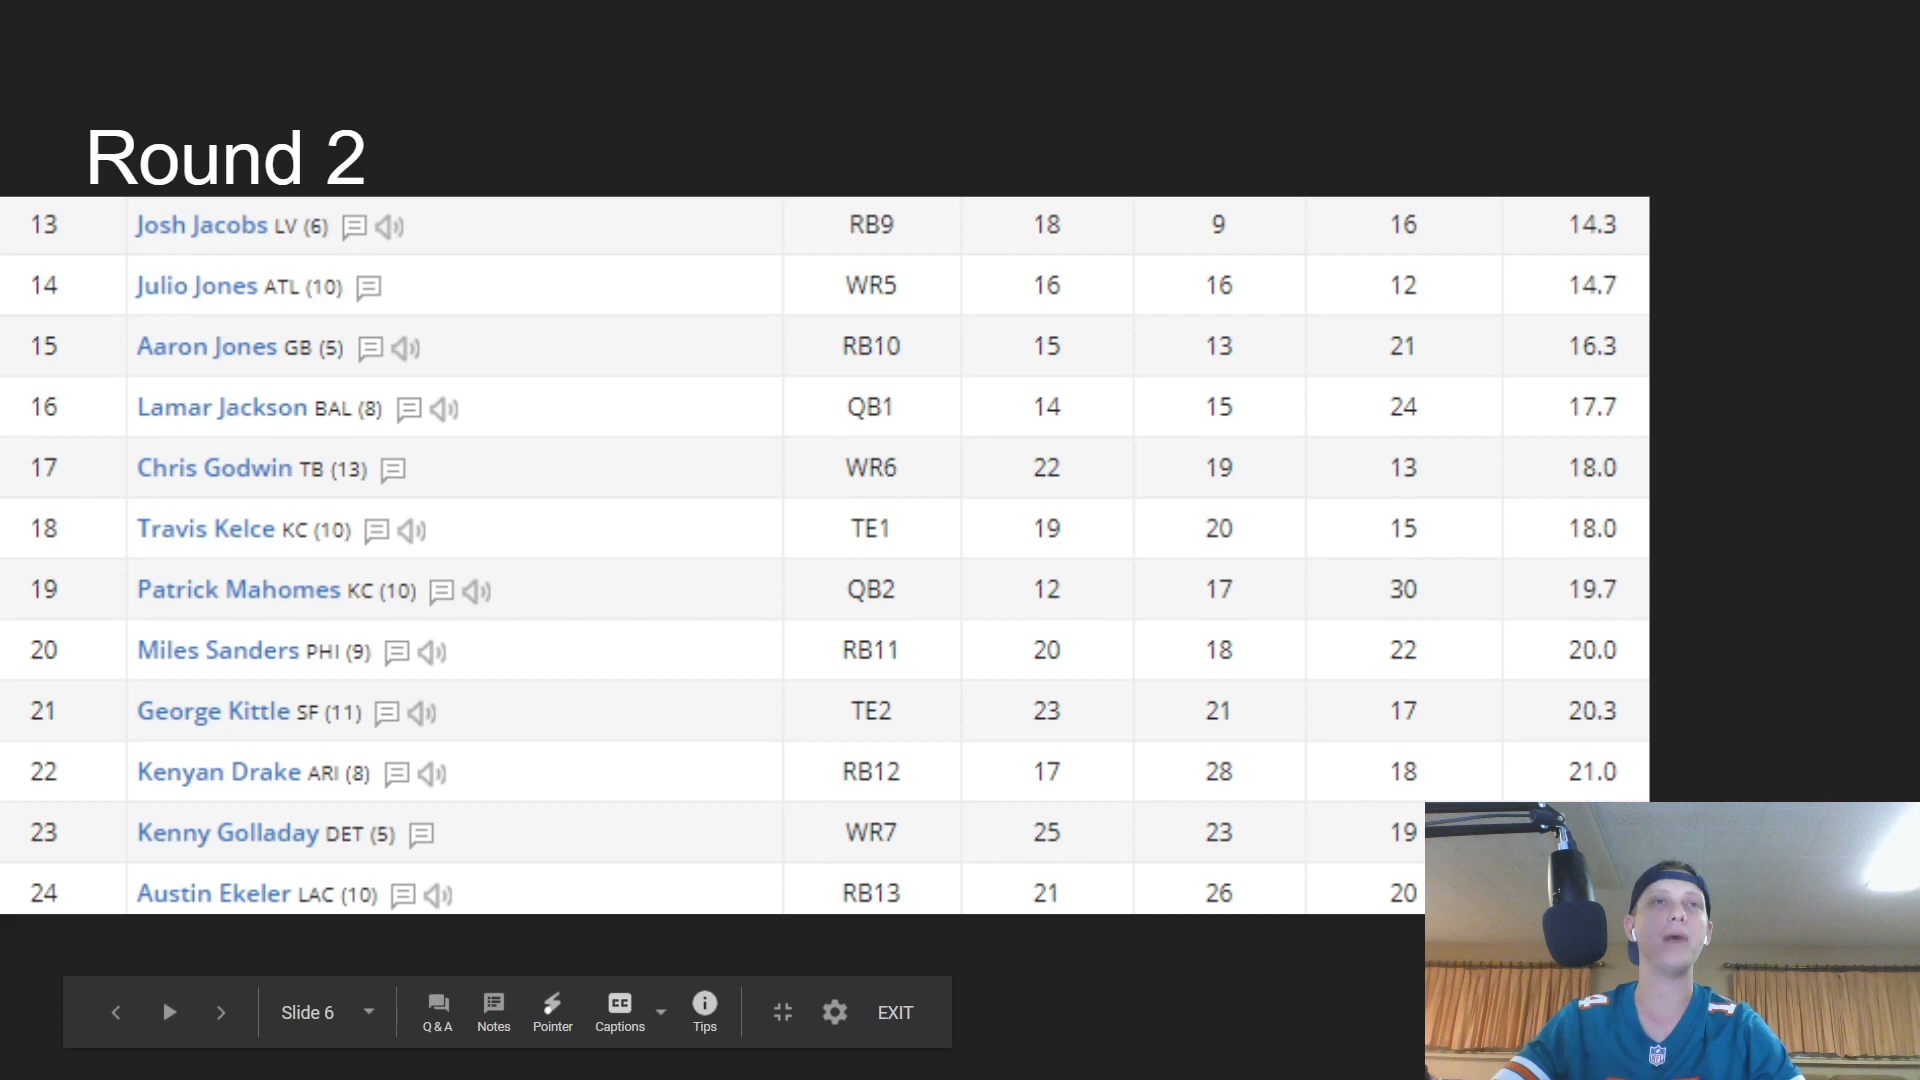 Round 2
13 Josh Jacobs LV (6) RB9 18 9 16 14.3
14 Julio Jones ATL (10) WR5 16 16 12 14.7
15 Aaron Jones GB (5) RB10 15 13 21 16.3
16 Lamar Jackson BAL (8) QB1 14 15 24 17.7
17 Chris Godwin TB (13) WR6 22 19 13 18.0
18 Travis Kelce KC (10) TE1 19 20 15 18.0
19 Patrick Mahomes KC (10) QB2 12 17 30 19.7
20 Miles Sanders PHI (9) RB11 20 18 22 20.0
21 George Kittle SF (11) TE2 23 21 17 20.3
22 Kenyan Drake ARI (8) RB12 17 28 18 21.0
23 Kenny Golladay DET (5) WR7 25 23 19
24 Austin Ekeler LAC (10) RB13 21 26 20
Slide 6 Q & A Notes Pointer CC Captions Tips EXIT
4 1
NFL